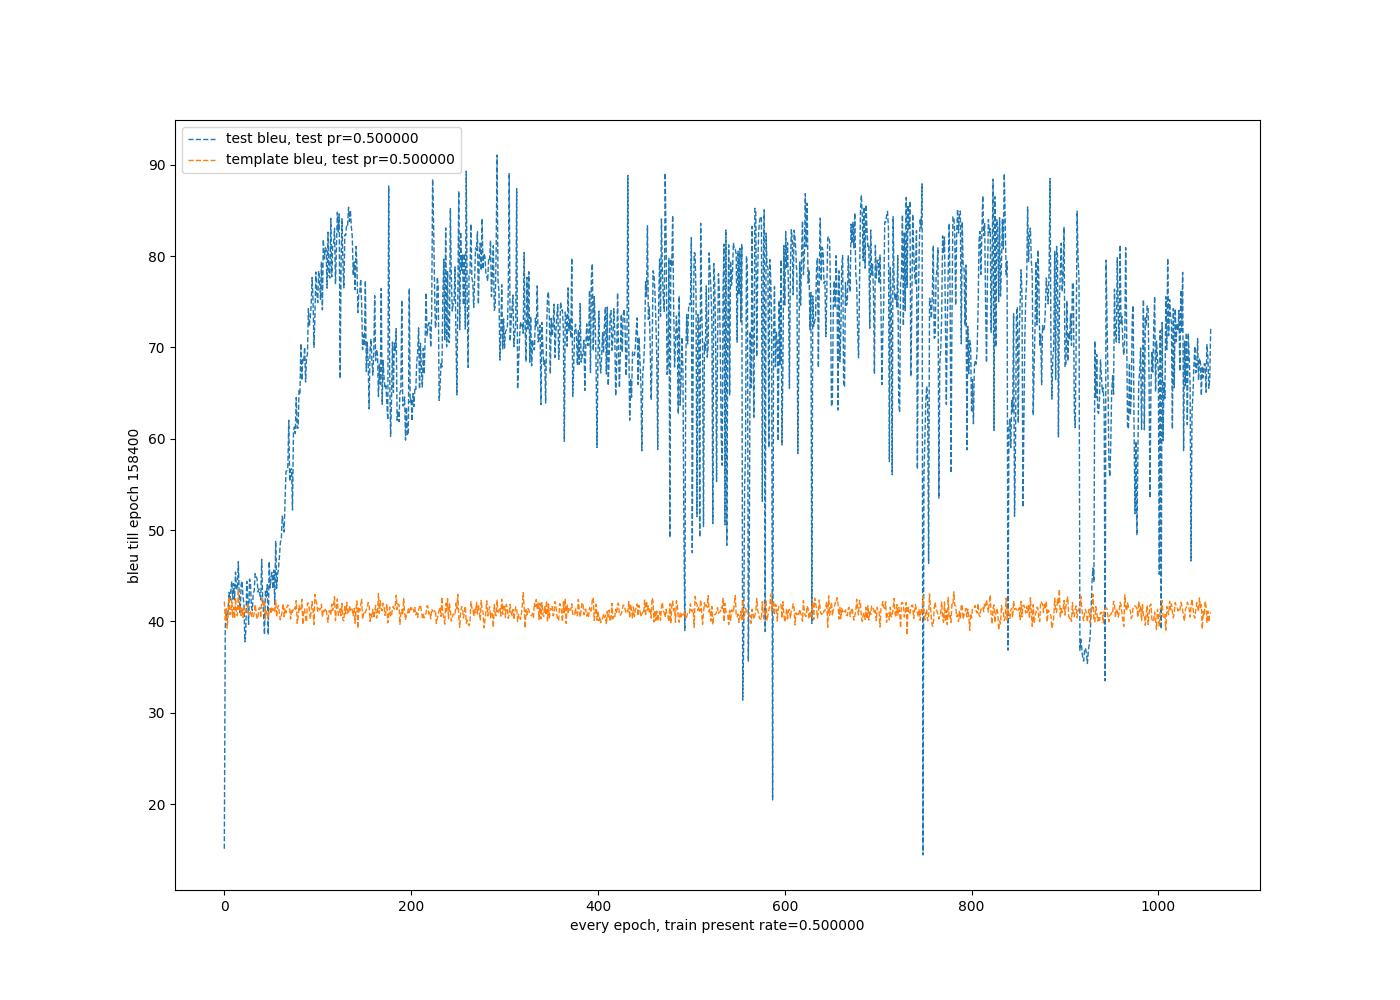 test bleu, test pr=0.500000
template bleu, test pr=0.500000
90
80
70
60
50
40
30
20
bleu till epoch 158400
0 200 400 600 800 1000
every epoch, train present rate=0.500000